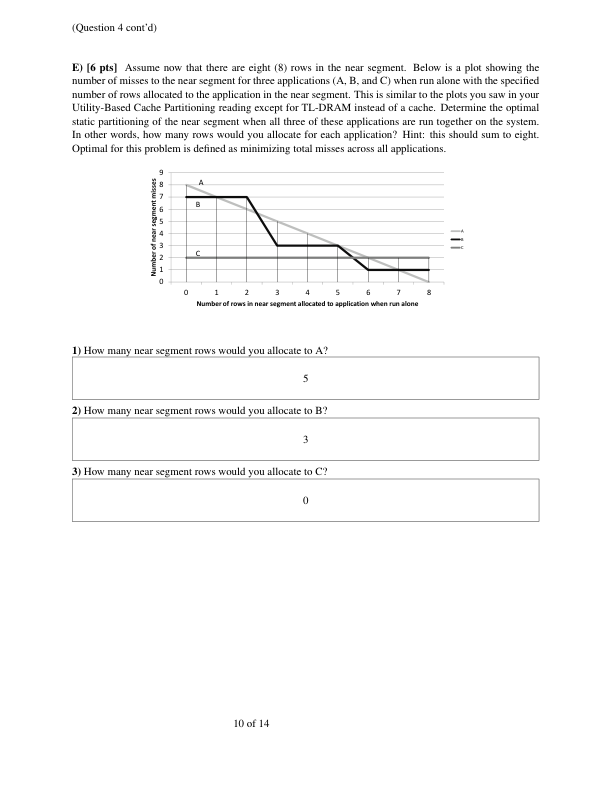 (Question 4 cont'd)
E) [6 pts] Assume now that there are eight (8) rows in the near segment. Below is a plot showing the
number of misses to the near segment for three applications (A, B, and C) when run alone with the specified
number of rows allocated to the application in the near segment. This is similar to the plots you saw in your
Utility-Based Cache Partitioning reading except for TL-DRAM instead of a cache. Determine the optimal
static partitioning of the near segment when all three of these applications are run together on the system.
In other words, how many rows would you allocate for each application? Hint: this should sum to eight.
Optimal for this problem is defined as minimizing total misses across all applications.
Number of near segment misses
9
8
7
6
5
4
3
2
1
0
A
B
C
A
B
C
0 1 2 3 4 5 6 7 8
Number of rows in near segment allocated to application when run alone
1) How many near segment rows would you allocate to A?
5
2) How many near segment rows would you allocate to B?
3
3) How many near segment rows would you allocate to C?
0
10 of 14